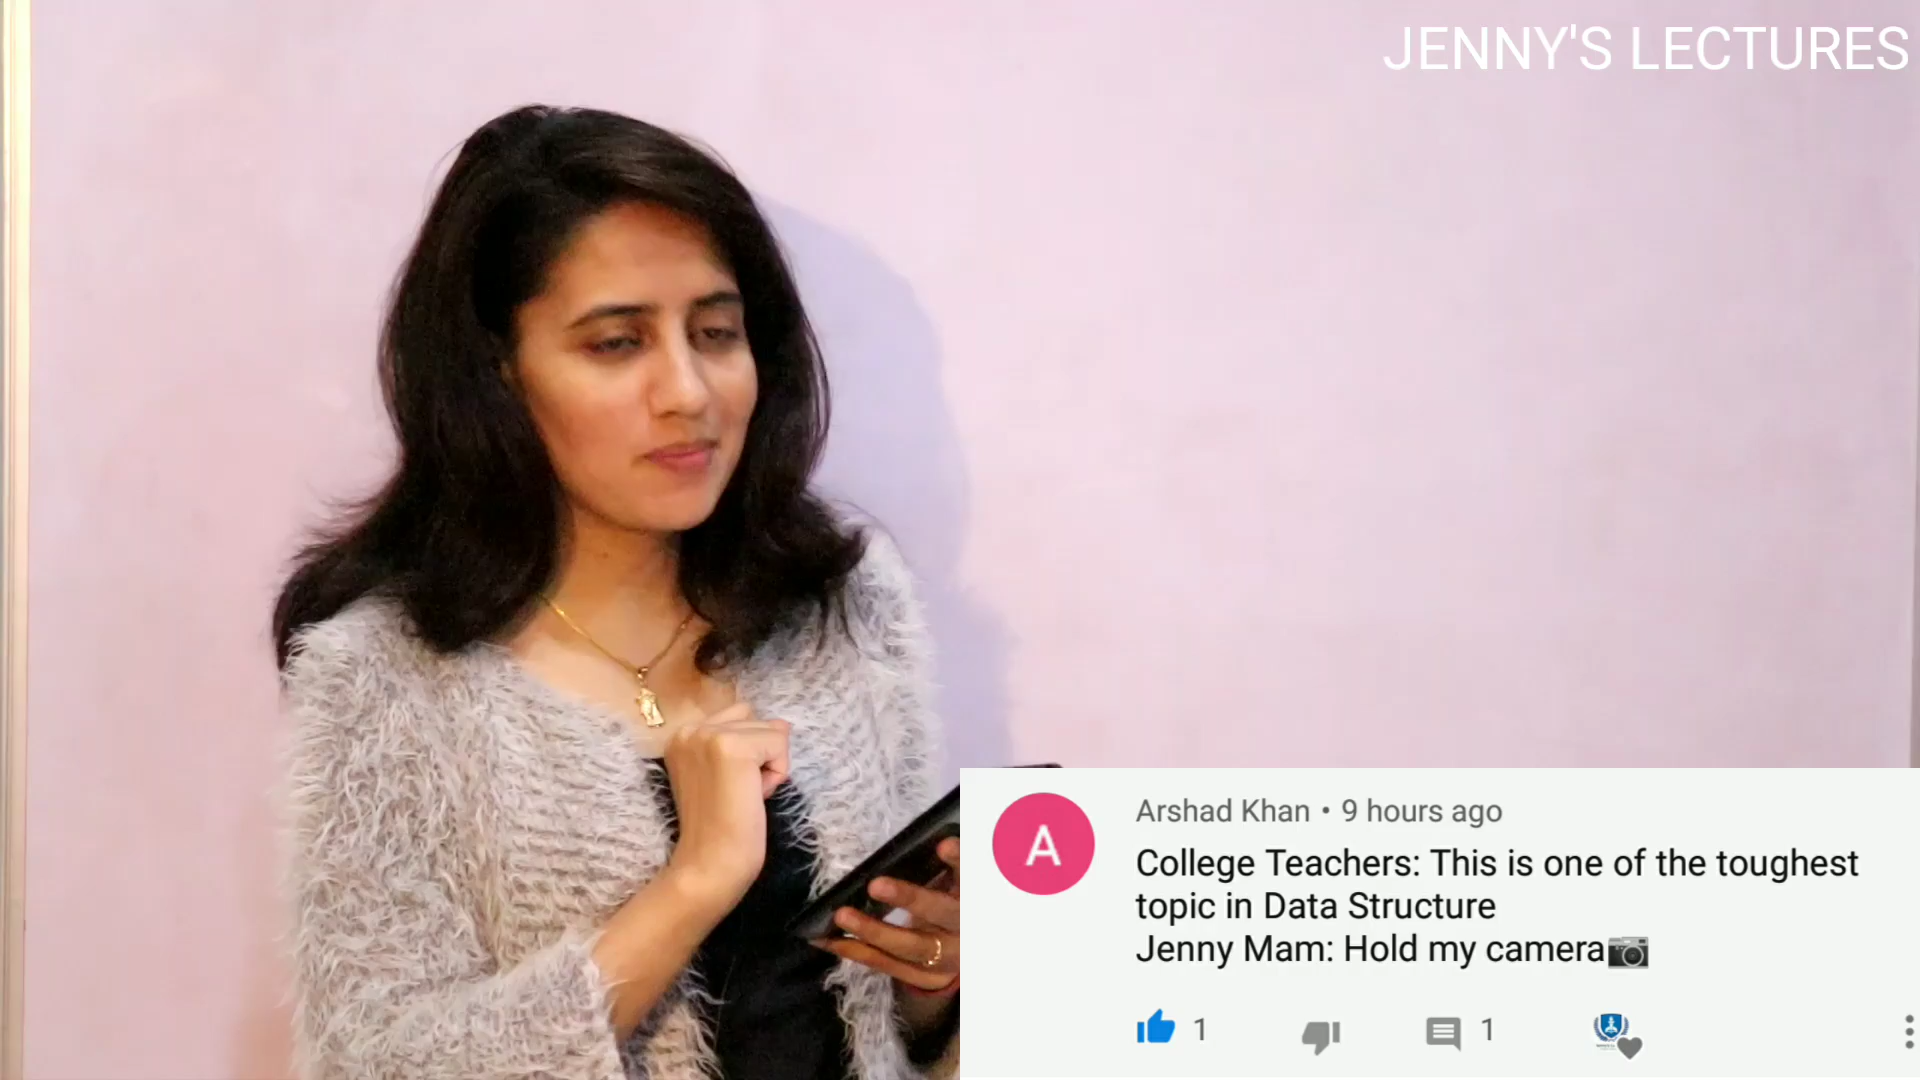 JENNY'S LECTURES
A
Arshad Khan • 9 hours ago
College Teachers: This is one of the toughest
topic in Data Structure
Jenny Mam: Hold my camera📷
1
1